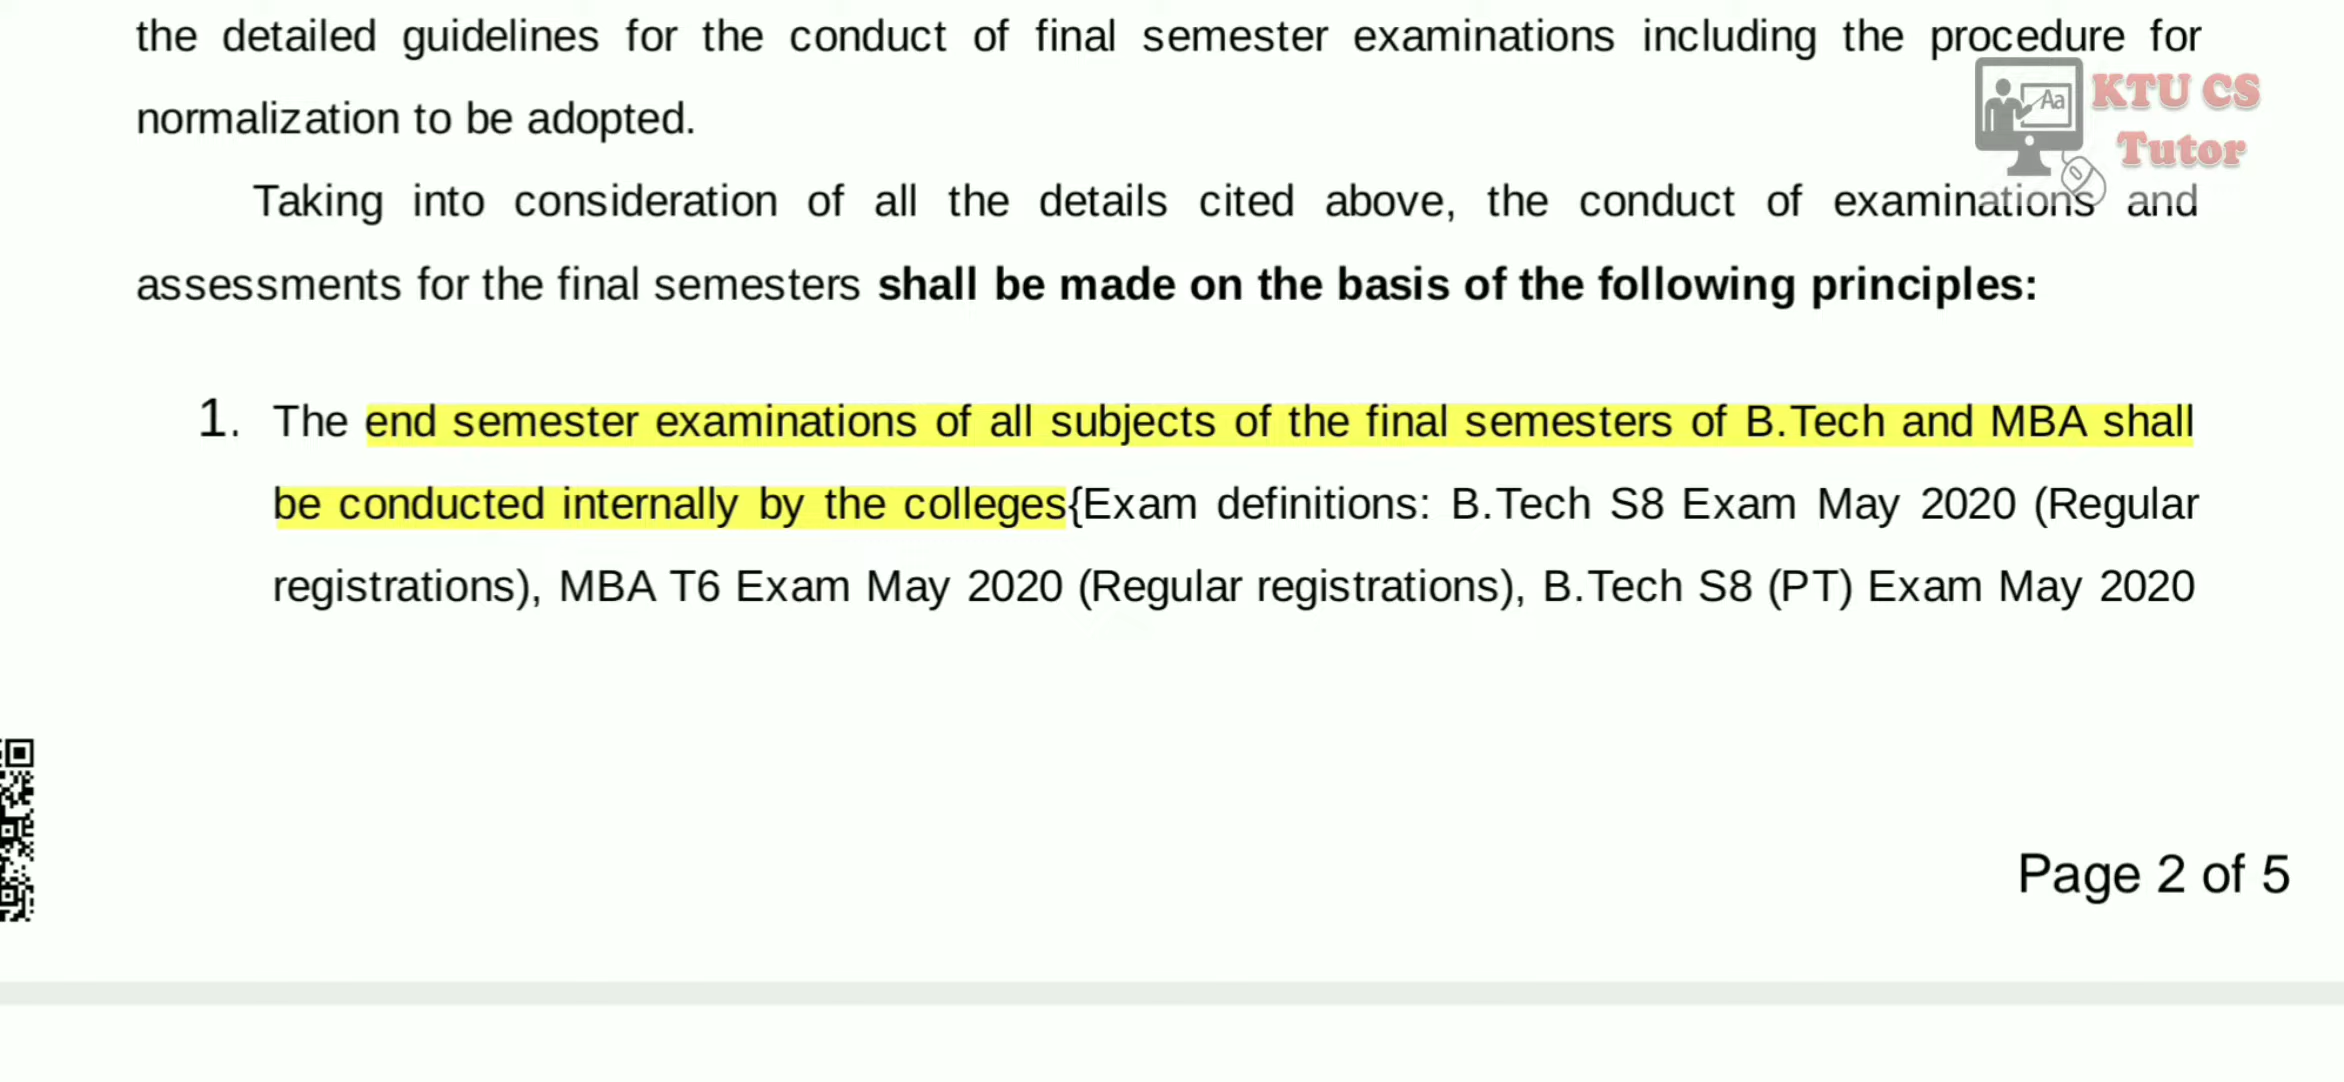 the detailed guidelines for the conduct of final semester examinations including the procedure for
normalization to be adopted.
KTU CS
Tutor
Aa
Taking into consideration of all the details cited above, the conduct of examinations and
assessments for the final semesters shall be made on the basis of the following principles:
1. The end semester examinations of all subjects of the final semesters of B.Tech and MBA shall
be conducted internally by the colleges{Exam definitions: B.Tech S8 Exam May 2020 (Regular
registrations), MBA T6 Exam May 2020 (Regular registrations), B.Tech S8 (PT) Exam May 2020
Page 2 of 5